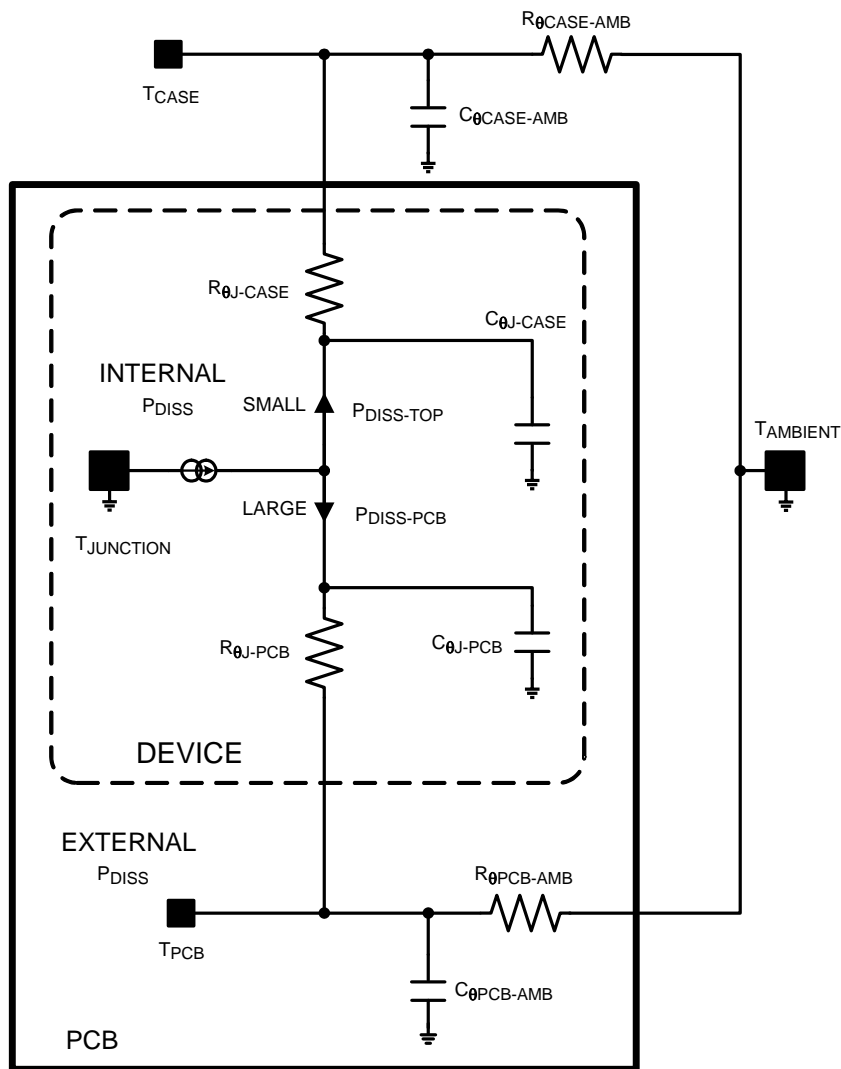 RθCASE-AMB
TCASE
CθCASE-AMB
RθJ-CASE
CθJ-CASE
INTERNAL
PDISS
SMALL
PDISS-TOP
TAMBIENT
LARGE
PDISS-PCB
TJUNCTION
RθJ-PCB
CθJ-PCB
DEVICE
EXTERNAL
PDISS
RθPCB-AMB
TPCB
CθPCB-AMB
PCB